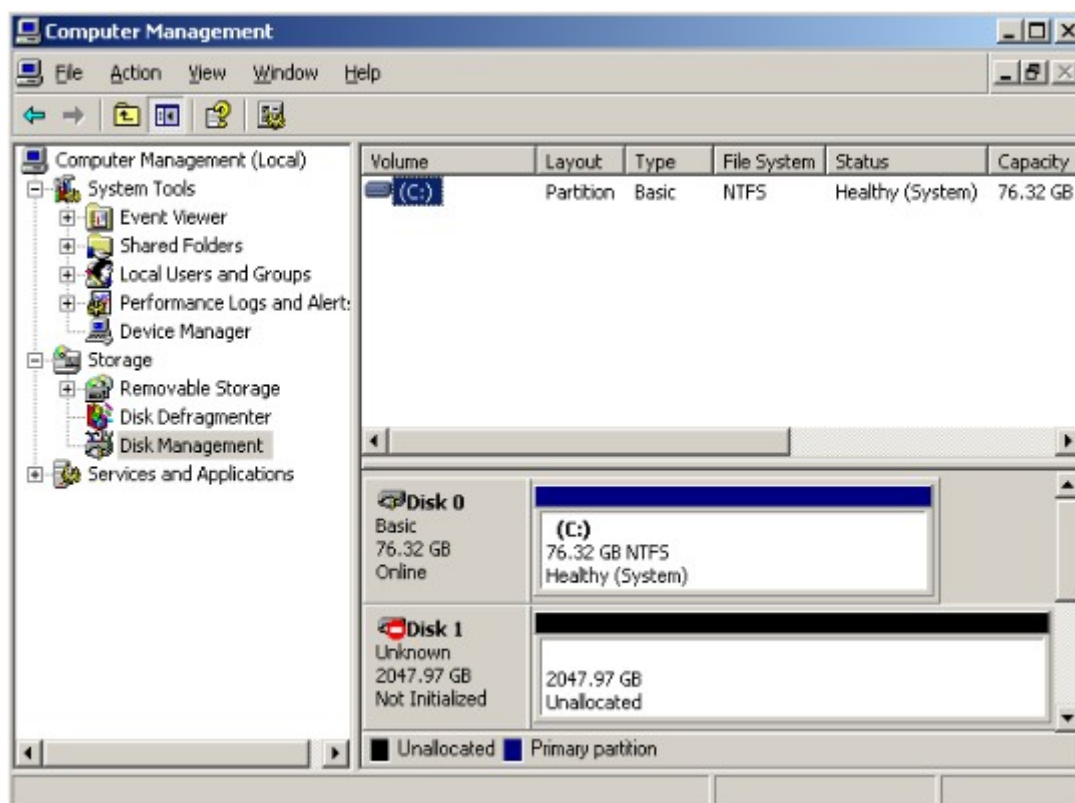 Computer Management
File Action View Window Help
Computer Management (Local)
System Tools
Event Viewer
Shared Folders
Local Users and Groups
Performance Logs and Alert
Device Manager
Storage
Removable Storage
Disk Defragmenter
Disk Management
Services and Applications
Volume Layout Type File System Status Capacity
(C:) Partition Basic NTFS Healthy (System) 76.32 GB
Disk 0
Basic
76.32 GB
Online
(C:)
76.32 GB NTFS
Healthy (System)
Disk 1
Unknown
2047.97 GB
Not Initialized
2047.97 GB
Unallocated
Unallocated Primary partition